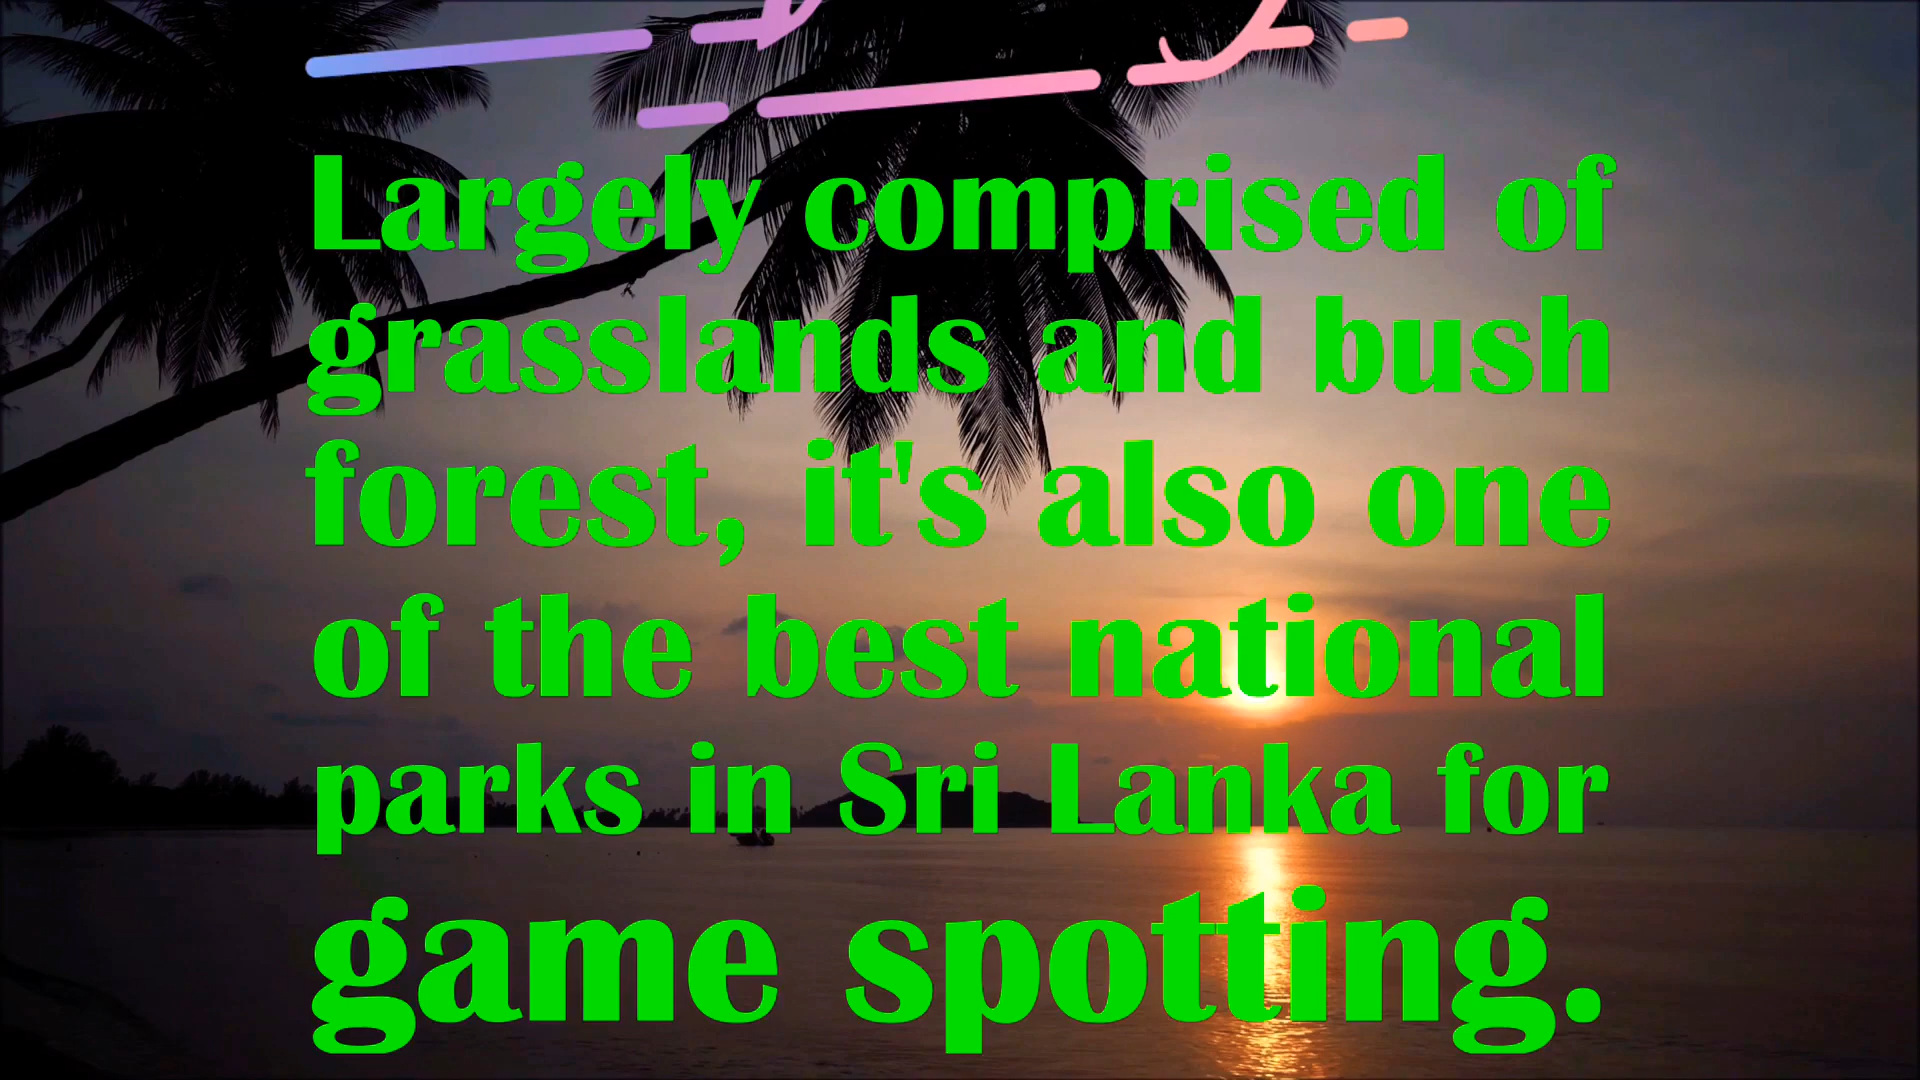 Largely comprised of
grasslands and bush
forest, it's also one
of the best national
parks in Sri Lanka for
game spotting.